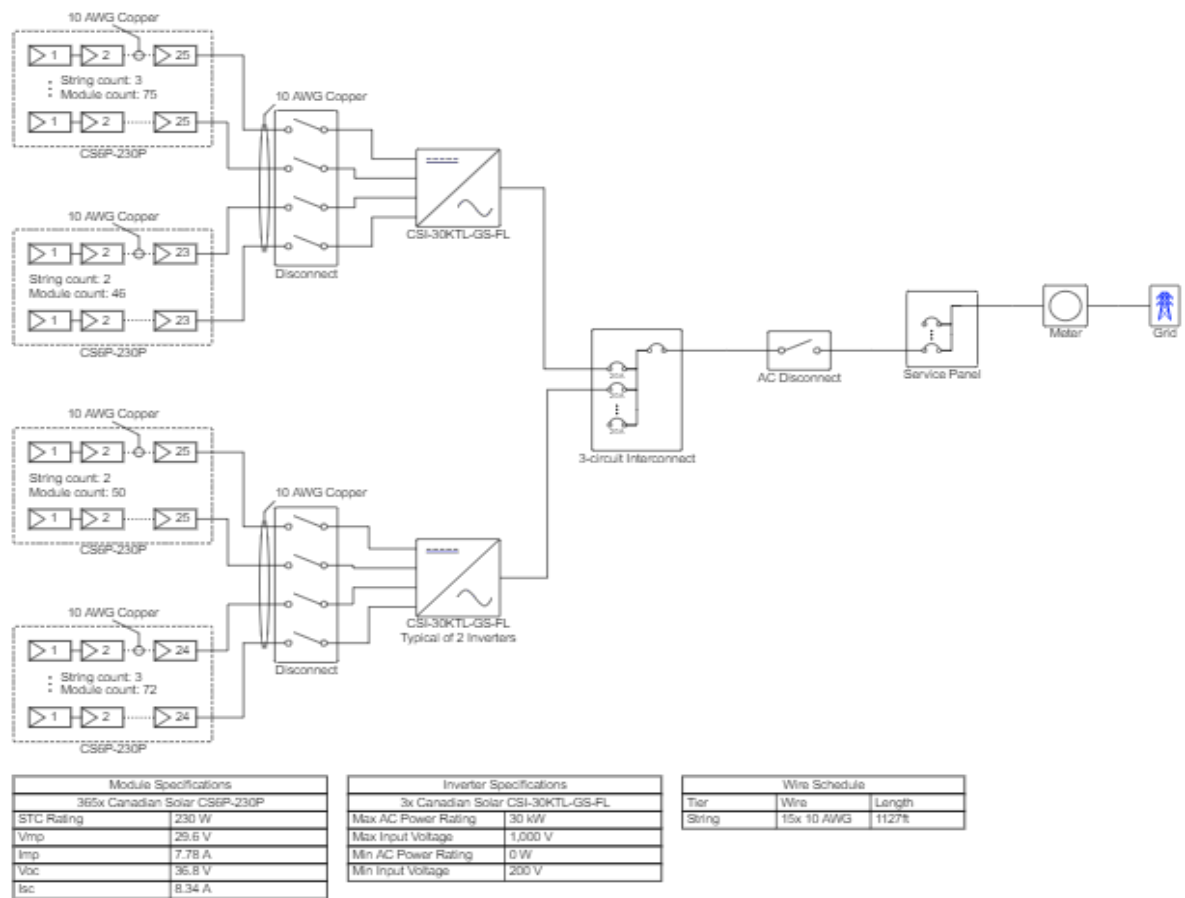 10 AWG Copper
1 2 25
String count: 3
Module count: 75
1 2 25
CS6P-230P
10 AWG Copper
Disconnect
CSI-30KTL-GS-FL
10 AWG Copper
1 2 23
String count: 2
Module count: 46
1 2 23
CS6P-230P
10 AWG Copper
1 2 25
String count: 2
Module count: 50
1 2 25
CS6P-230P
10 AWG Copper
Disconnect
CSI-30KTL-GS-FL
Typical of 2 Inverters
10 AWG Copper
1 2 24
String count: 3
Module count: 72
1 2 24
CS6P-230P
20A
20A
20A
3-circuit Interconnect
AC Disconnect
Service Panel
Meter
Grid
Module Specifications
365x Canadian Solar CS6P-230P
STC Rating 230 W
Vmp 29.6 V
Imp 7.78 A
Voc 36.8 V
Isc 8.34 A
Inverter Specifications
3x Canadian Solar CSI-30KTL-GS-FL
Max AC Power Rating 30 kW
Max Input Voltage 1,000 V
Min AC Power Rating 0 W
Min Input Voltage 200 V
Wire Schedule
Tier Wire Length
String 15x 10 AWG 1127ft